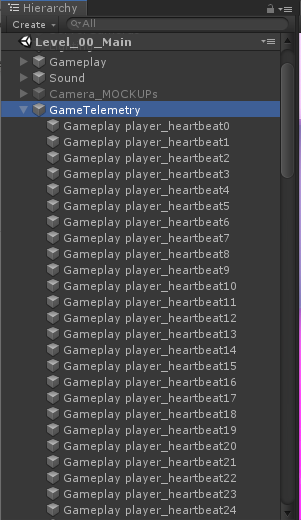 Hierarchy
Create All
Level_00_Main
Gameplay
Sound
Camera_MOCKUPs
GameTelemetry
Gameplay player_heartbeat0
Gameplay player_heartbeat1
Gameplay player_heartbeat2
Gameplay player_heartbeat3
Gameplay player_heartbeat4
Gameplay player_heartbeat5
Gameplay player_heartbeat6
Gameplay player_heartbeat7
Gameplay player_heartbeat8
Gameplay player_heartbeat9
Gameplay player_heartbeat10
Gameplay player_heartbeat11
Gameplay player_heartbeat12
Gameplay player_heartbeat13
Gameplay player_heartbeat14
Gameplay player_heartbeat15
Gameplay player_heartbeat16
Gameplay player_heartbeat17
Gameplay player_heartbeat18
Gameplay player_heartbeat19
Gameplay player_heartbeat20
Gameplay player_heartbeat21
Gameplay player_heartbeat22
Gameplay player_heartbeat23
Gameplay player_heartbeat24